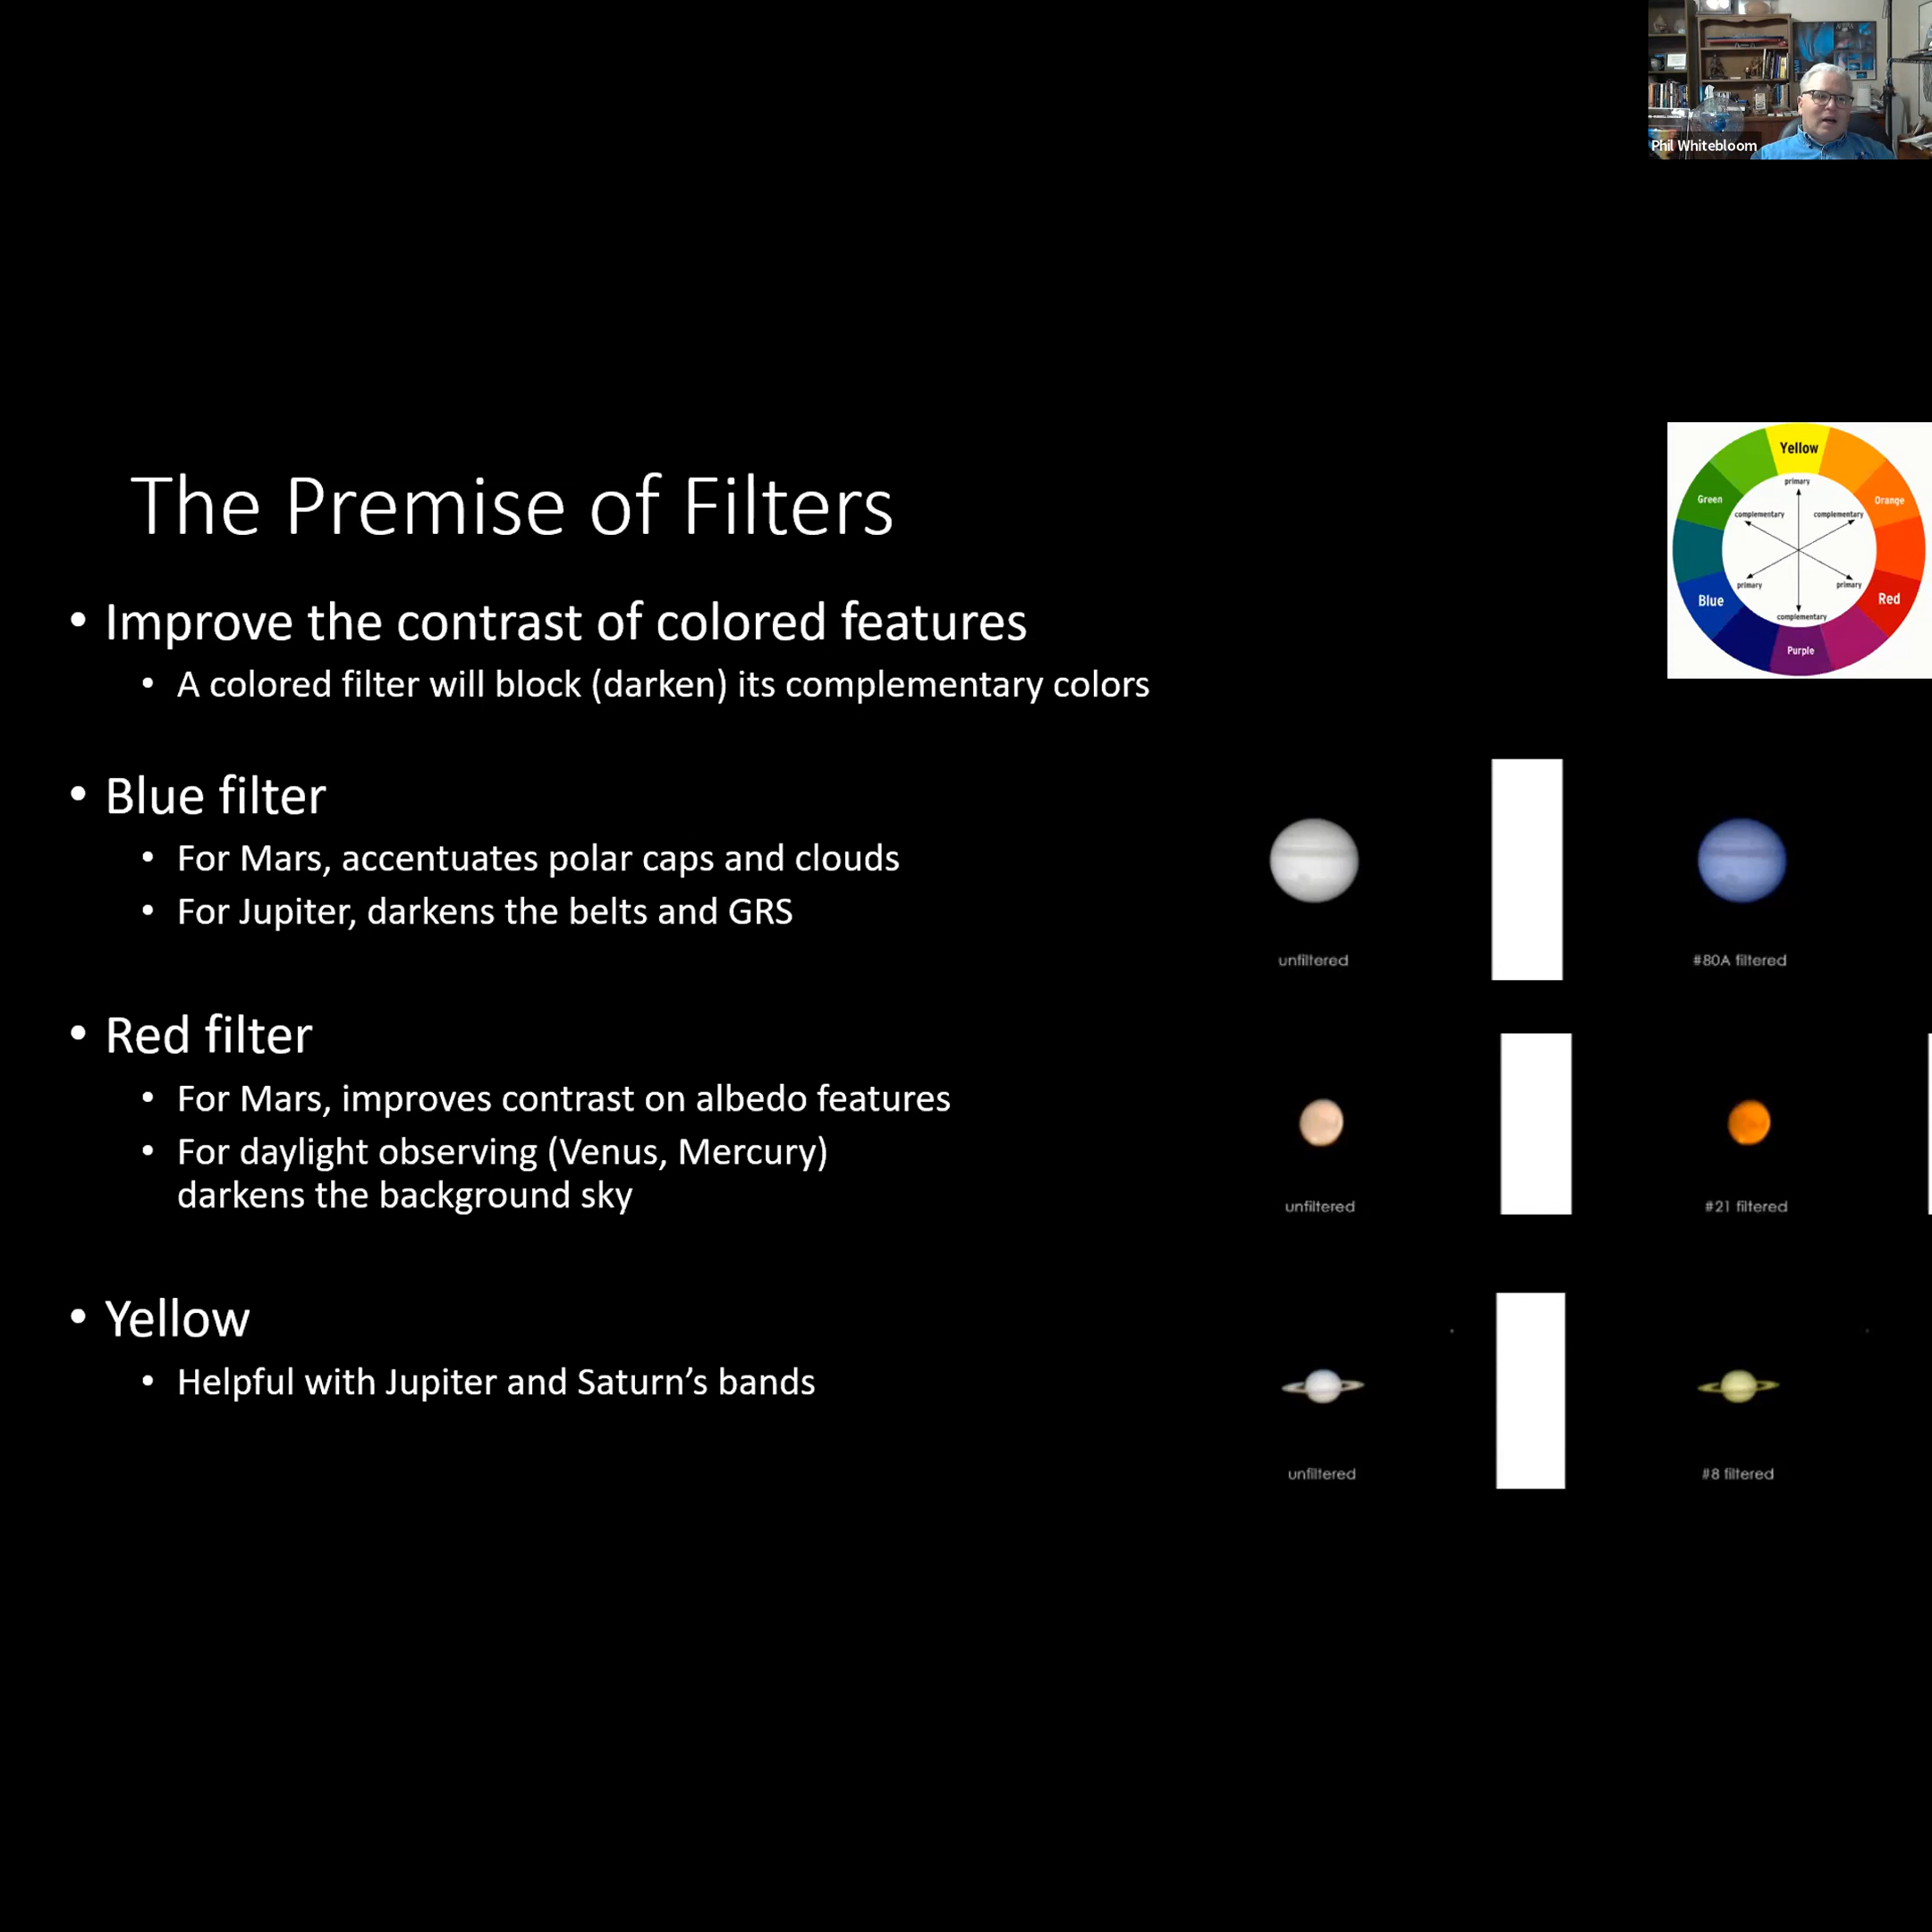 Phil Whitebloom
The Premise of Filters
• Improve the contrast of colored features
• A colored filter will block (darken) its complementary colors
Yellow
Green
Orange
primary
complementary
complementary
primary
primary
Blue
Red
complementary
Purple
• Blue filter
• For Mars, accentuates polar caps and clouds
• For Jupiter, darkens the belts and GRS
unfiltered
#80A filtered
• Red filter
• For Mars, improves contrast on albedo features
• For daylight observing (Venus, Mercury)
darkens the background sky
unfiltered
#21 filtered
• Yellow
• Helpful with Jupiter and Saturn’s bands
unfiltered
#8 filtered